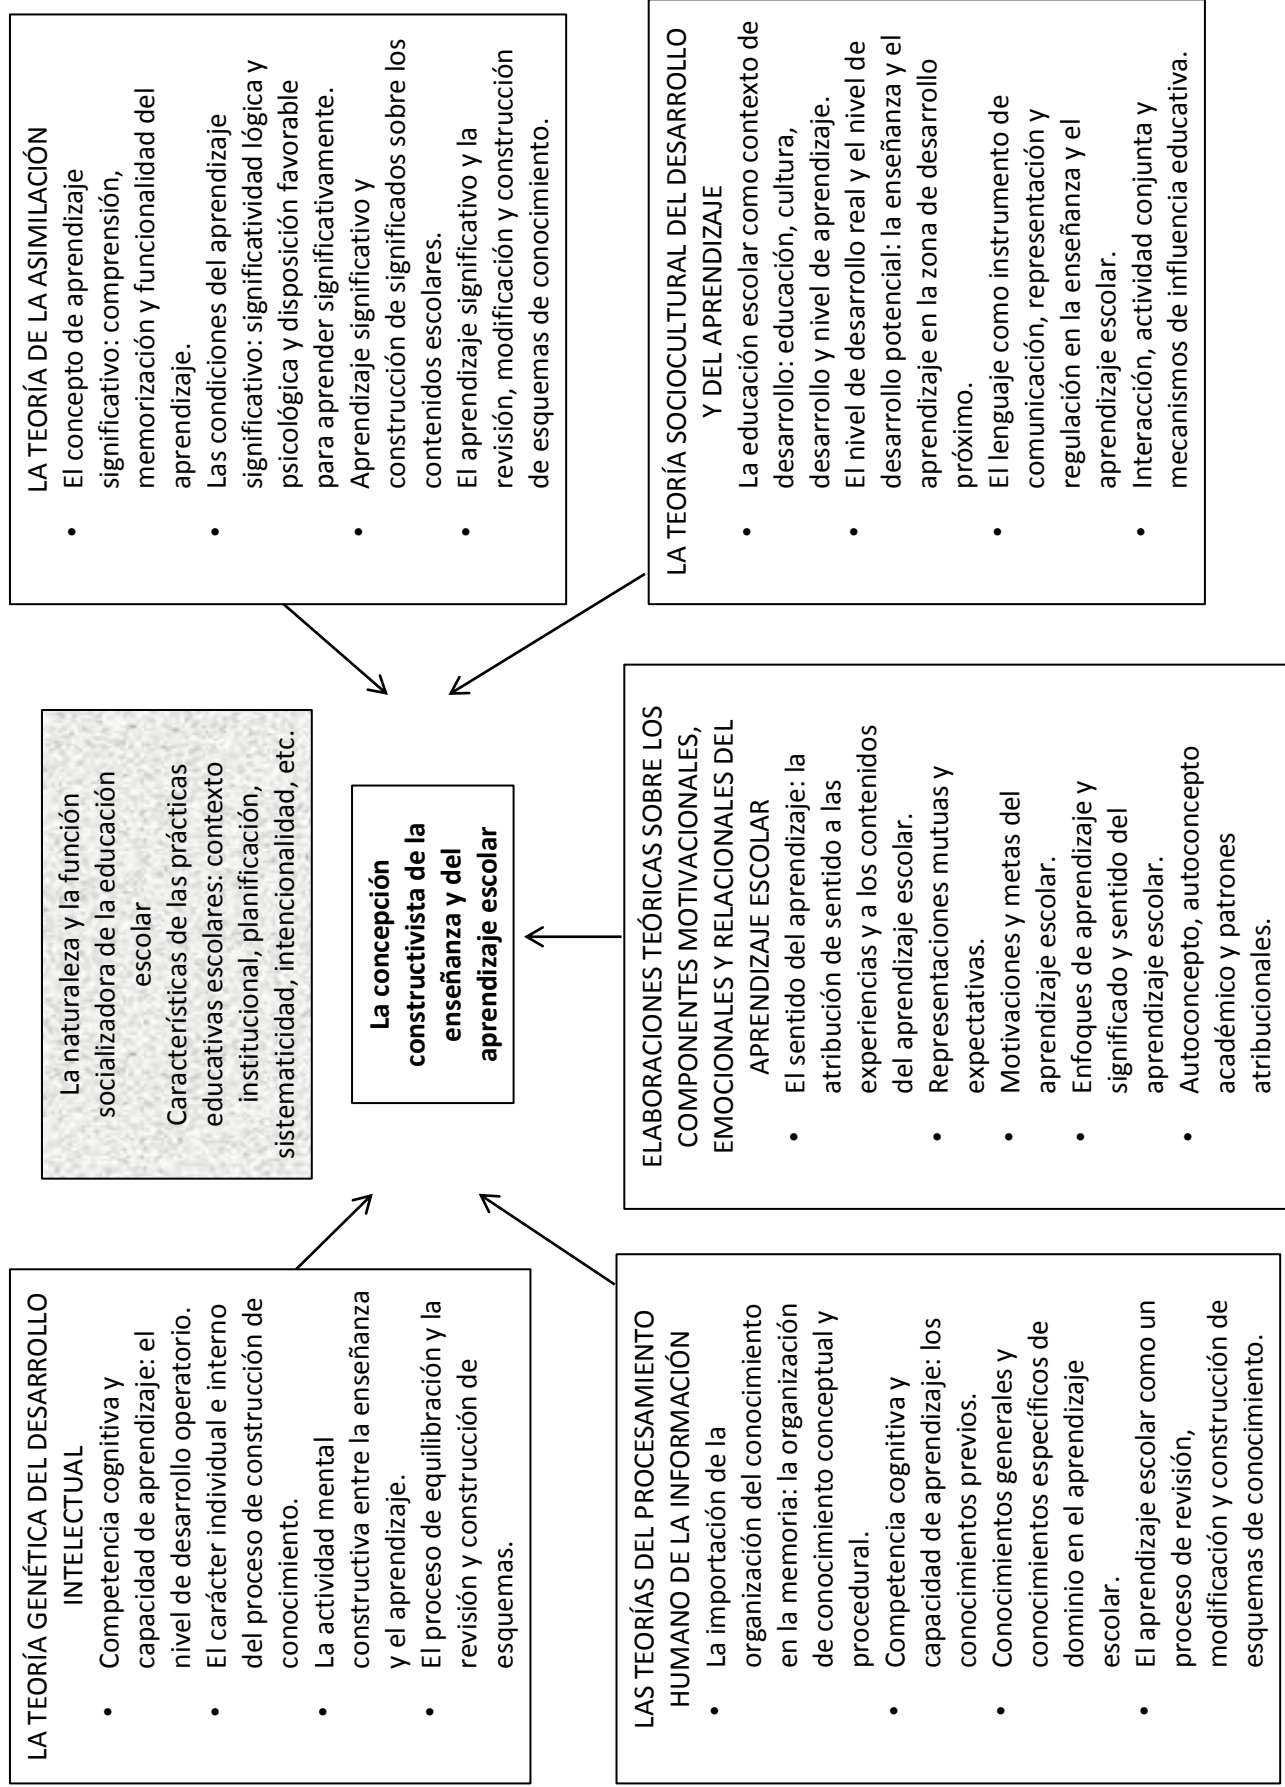 LA TEORÍA GENÉTICA DEL DESARROLLO
INTELECTUAL
• Competencia cognitiva y
capacidad de aprendizaje: el
nivel de desarrollo operatorio.
• El carácter individual e interno
del proceso de construcción de
conocimiento.
• La actividad mental
constructiva entre la enseñanza
y el aprendizaje.
• El proceso de equilibración y la
revisión y construcción de
esquemas.
La naturaleza y la función
socializadora de la educación
escolar
Características de las prácticas
educativas escolares: contexto
institucional, planificación,
sistematicidad, intencionalidad, etc.
LA TEORÍA DE LA ASIMILACIÓN
• El concepto de aprendizaje
significativo: comprensión,
memorización y funcionalidad del
aprendizaje.
• Las condiciones del aprendizaje
significativo: significatividad lógica y
psicológica y disposición favorable
para aprender significativamente.
• Aprendizaje significativo y
construcción de significados sobre los
contenidos escolares.
• El aprendizaje significativo y la
revisión, modificación y construcción
de esquemas de conocimiento.
La concepción
constructivista de la
enseñanza y del
aprendizaje escolar
LAS TEORÍAS DEL PROCESAMIENTO
HUMANO DE LA INFORMACIÓN
• La importación de la
organización del conocimiento
en la memoria: la organización
de conocimiento conceptual y
procedural.
• Competencia cognitiva y
capacidad de aprendizaje: los
conocimientos previos.
• Conocimientos generales y
conocimientos específicos de
dominio en el aprendizaje
escolar.
• El aprendizaje escolar como un
proceso de revisión,
modificación y construcción de
esquemas de conocimiento.
ELABORACIONES TEÓRICAS SOBRE LOS
COMPONENTES MOTIVACIONALES,
EMOCIONALES Y RELACIONALES DEL
APRENDIZAJE ESCOLAR
• El sentido del aprendizaje: la
atribución de sentido a las
experiencias y a los contenidos
del aprendizaje escolar.
• Representaciones mutuas y
expectativas.
• Motivaciones y metas del
aprendizaje escolar.
• Enfoques de aprendizaje y
significado y sentido del
aprendizaje escolar.
• Autoconcepto, autoconcepto
académico y patrones
atribucionales.
LA TEORÍA SOCIOCULTURAL DEL DESARROLLO
Y DEL APRENDIZAJE
• La educación escolar como contexto de
desarrollo: educación, cultura,
desarrollo y nivel de aprendizaje.
• El nivel de desarrollo real y el nivel de
desarrollo potencial: la enseñanza y el
aprendizaje en la zona de desarrollo
próximo.
• El lenguaje como instrumento de
comunicación, representación y
regulación en la enseñanza y el
aprendizaje escolar.
• Interacción, actividad conjunta y
mecanismos de influencia educativa.